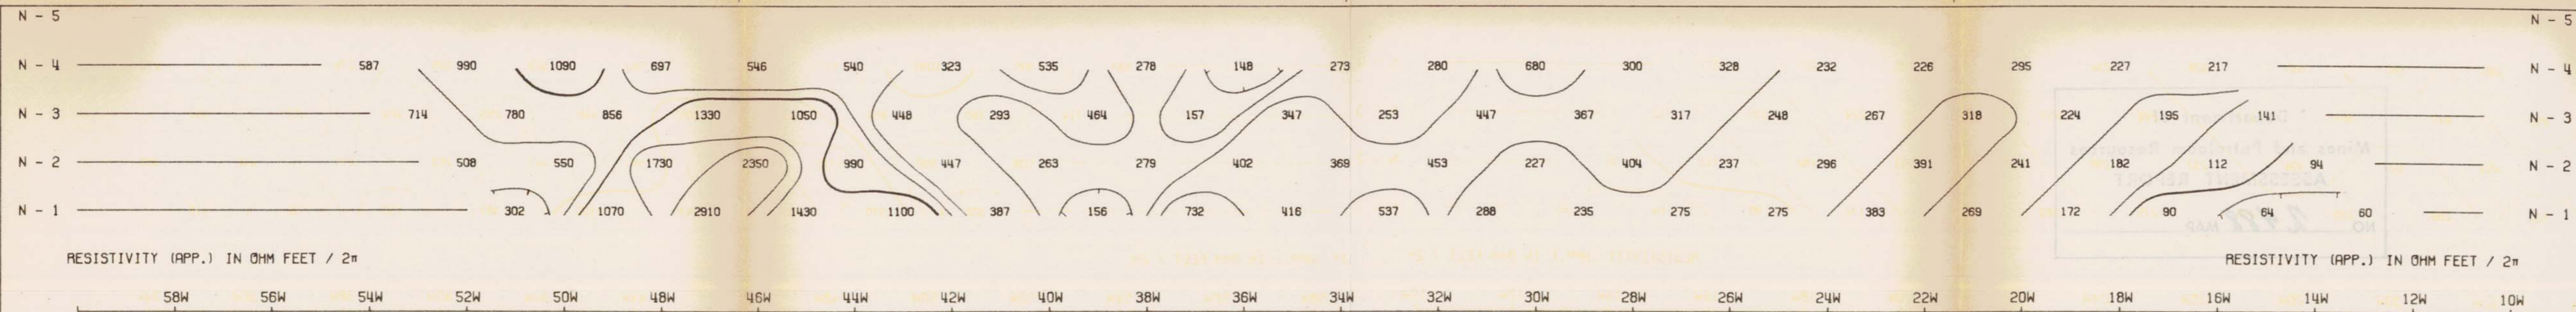 N - 5 N - 5
N - 4 587 990 1090 697 546 540 323 535 278 148 273 280 680 300 328 232 226 295 227 217 N - 4
N - 3 714 780 856 1330 1050 448 293 464 157 347 253 447 367 317 248 267 318 224 195 141 N - 3
N - 2 508 550 1730 2350 990 447 263 279 402 369 453 227 404 237 296 391 241 182 112 94 N - 2
N - 1 302 1070 2910 1430 1100 387 156 732 416 537 288 235 275 275 383 269 172 90 64 60 N - 1
RESISTIVITY (APP.) IN OHM FEET / 2π RESISTIVITY (APP.) IN OHM FEET / 2π
58W 56W 54W 52W 50W 48W 46W 44W 42W 40W 38W 36W 34W 32W 30W 28W 26W 24W 22W 20W 18W 16W 14W 12W 10W